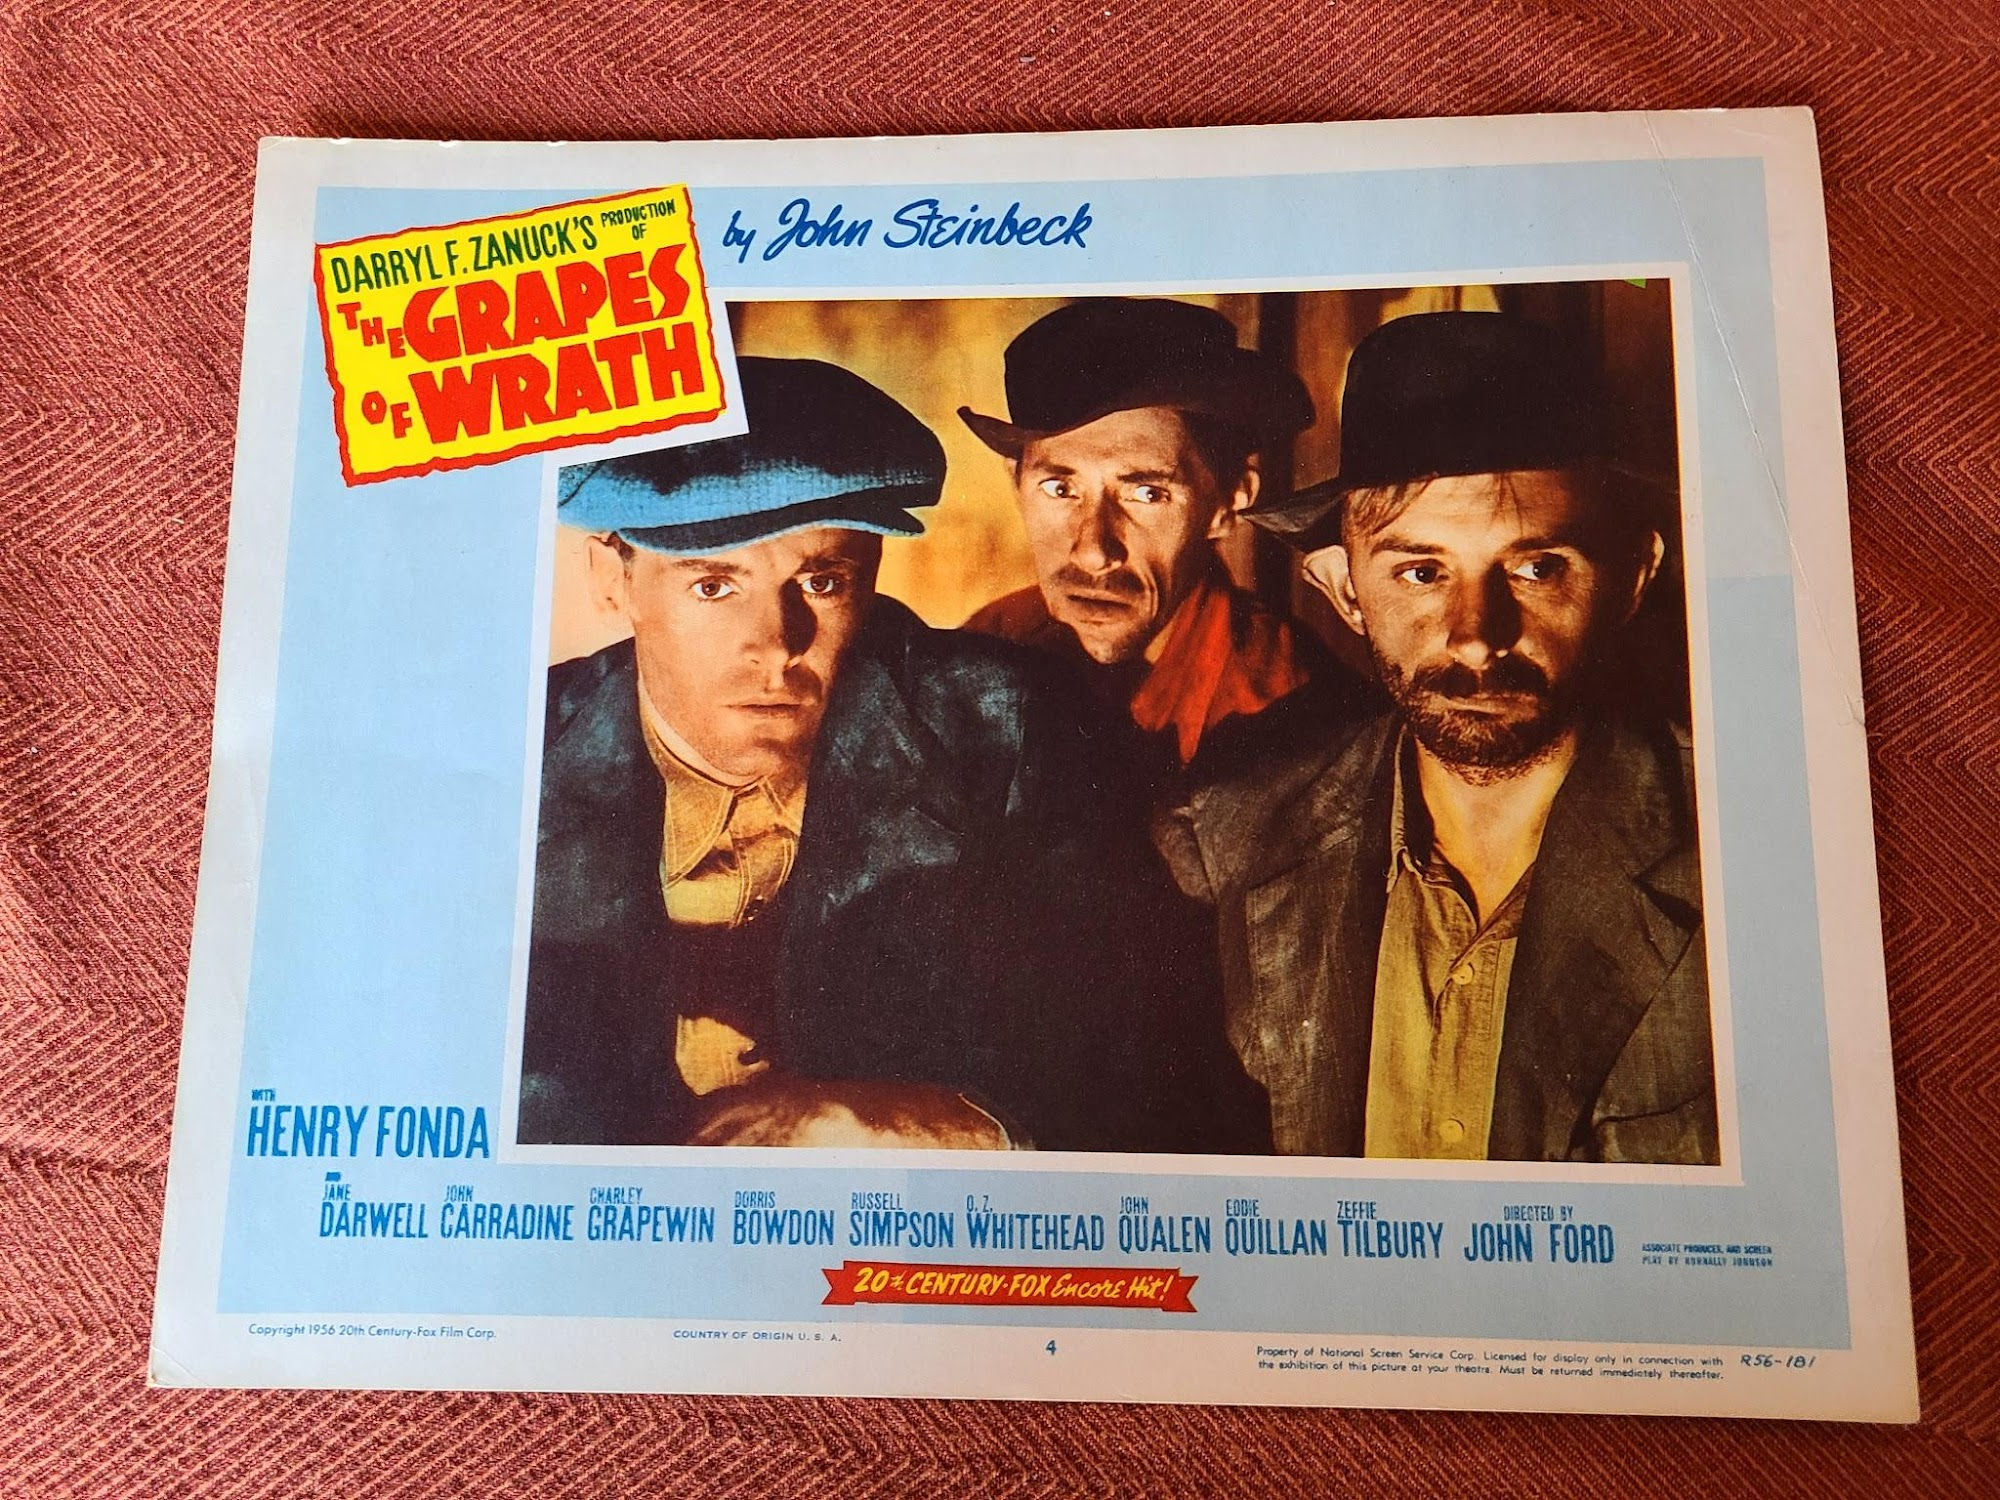 DARRYL F. ZANUCK'S PRODUCTION OF
THE GRAPES
OF WRATH
by John Steinbeck
WITH
HENRY FONDA
AND
JANE DARWELL
JOHN CARRADINE
CHARLEY GRAPEWIN
DORRIS BOWDON
RUSSELL SIMPSON
O. Z. WHITEHEAD
JOHN QUALEN
EDDIE QUILLAN
ZEFFIE TILBURY
DIRECTED BY
JOHN FORD
ASSOCIATE PRODUCER AND SCREEN
PLAY BY NUNNALLY JOHNSON
20th CENTURY-FOX Encore Hit!
Copyright 1956 20th Century-Fox Film Corp.
COUNTRY OF ORIGIN U. S. A.
4
Property of National Screen Service Corp. Licensed for display only in connection with
the exhibition of this picture at your theatre. Must be returned immediately thereafter.
R56-181